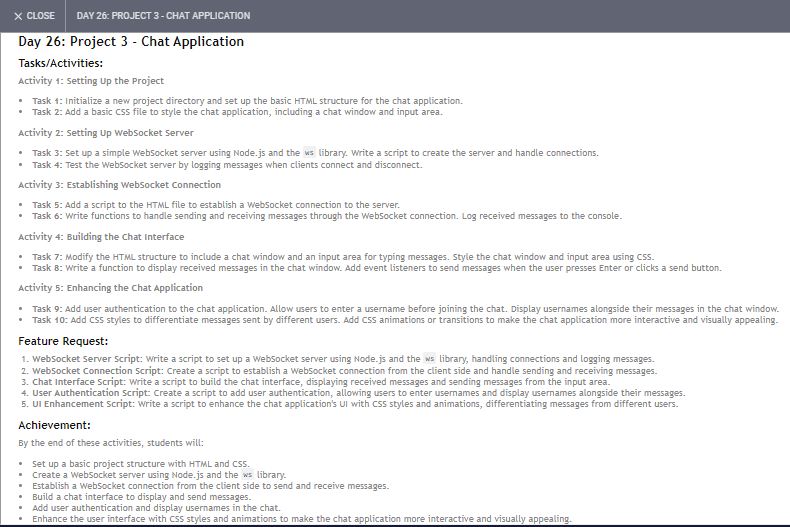 × CLOSE DAY 26: PROJECT 3 - CHAT APPLICATION
Day 26: Project 3 - Chat Application
Tasks/Activities:
Activity 1: Setting Up the Project
• Task 1: Initialize a new project directory and set up the basic HTML structure for the chat application.
• Task 2: Add a basic CSS file to style the chat application, including a chat window and input area.
Activity 2: Setting Up WebSocket Server
• Task 3: Set up a simple WebSocket server using Node.js and the ws library. Write a script to create the server and handle connections.
• Task 4: Test the WebSocket server by logging messages when clients connect and disconnect.
Activity 3: Establishing WebSocket Connection
• Task 5: Add a script to the HTML file to establish a WebSocket connection to the server.
• Task 6: Write functions to handle sending and receiving messages through the WebSocket connection. Log received messages to the console.
Activity 4: Building the Chat Interface
• Task 7: Modify the HTML structure to include a chat window and an input area for typing messages. Style the chat window and input area using CSS.
• Task 8: Write a function to display received messages in the chat window. Add event listeners to send messages when the user presses Enter or clicks a send button.
Activity 5: Enhancing the Chat Application
• Task 9: Add user authentication to the chat application. Allow users to enter a username before joining the chat. Display usernames alongside their messages in the chat window.
• Task 10: Add CSS styles to differentiate messages sent by different users. Add CSS animations or transitions to make the chat application more interactive and visually appealing.
Feature Request:
1. WebSocket Server Script: Write a script to set up a WebSocket server using Node.js and the ws library, handling connections and logging messages.
2. WebSocket Connection Script: Create a script to establish a WebSocket connection from the client side and handle sending and receiving messages.
3. Chat Interface Script: Write a script to build the chat interface, displaying received messages and sending messages from the input area.
4. User Authentication Script: Create a script to add user authentication, allowing users to enter usernames and display usernames alongside their messages.
5. UI Enhancement Script: Write a script to enhance the chat application's UI with CSS styles and animations, differentiating messages from different users.
Achievement:
By the end of these activities, students will:
• Set up a basic project structure with HTML and CSS.
• Create a WebSocket server using Node.js and the ws library.
• Establish a WebSocket connection from the client side to send and receive messages.
• Build a chat interface to display and send messages.
• Add user authentication and display usernames in the chat.
• Enhance the user interface with CSS styles and animations to make the chat application more interactive and visually appealing.